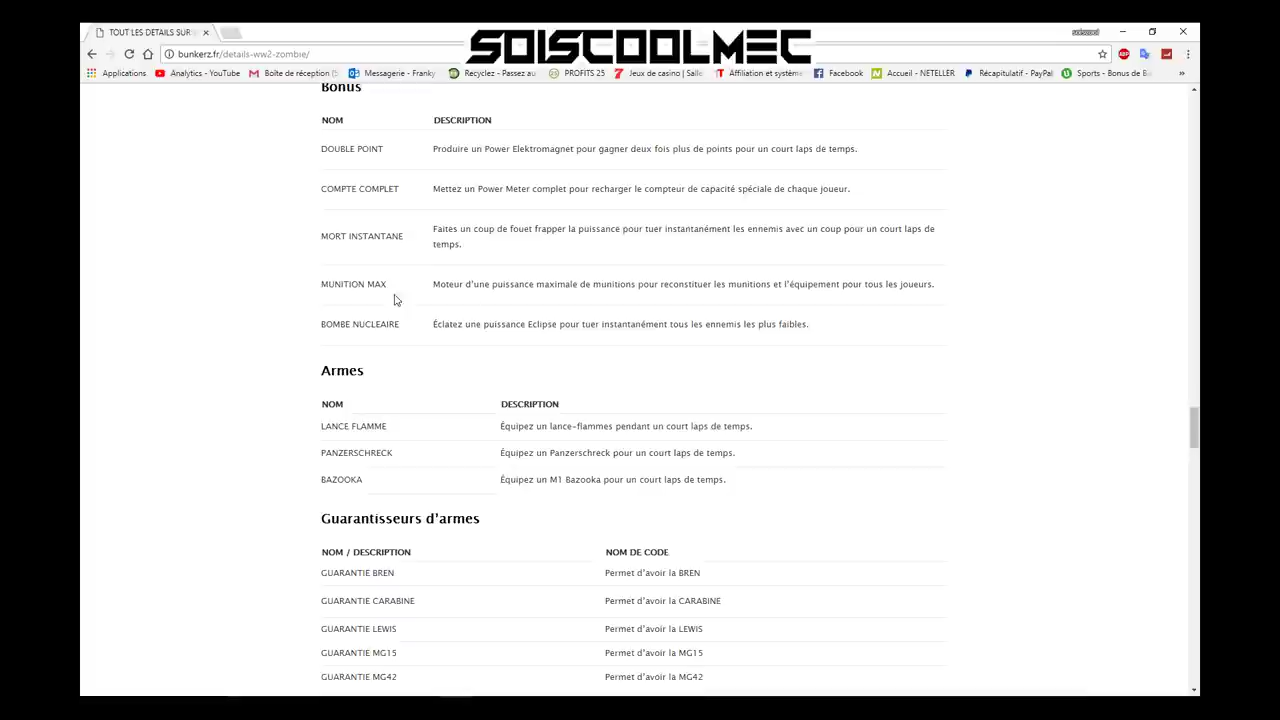 TOUT LES DETAILS SUR
SOISCOOLMEC
soiscool
bunkerz.fr/details-ww2-zombie/
Applications
Analytics - YouTube
Boîte de réception (
Messagerie - Franky
Recyclez - Passez au
PROFITS 25
Jeux de casino | Salle
Affiliation et système
Facebook
Accueil - NETELLER
Récapitulatif - PayPal
Sports - Bonus de B
Bonus
NOM DESCRIPTION
DOUBLE POINT Produire un Power Elektromagnet pour gagner deux fois plus de points pour un court laps de temps.
COMPTE COMPLET Mettez un Power Meter complet pour recharger le compteur de capacité spéciale de chaque joueur.
MORT INSTANTANE Faites un coup de fouet frapper la puissance pour tuer instantanément les ennemis avec un coup pour un court laps de
temps.
MUNITION MAX Moteur d'une puissance maximale de munitions pour reconstituer les munitions et l'équipement pour tous les joueurs.
BOMBE NUCLEAIRE Éclatez une puissance Eclipse pour tuer instantanément tous les ennemis les plus faibles.
Armes
NOM DESCRIPTION
LANCE FLAMME Équipez un lance-flammes pendant un court laps de temps.
PANZERSCHRECK Équipez un Panzerschreck pour un court laps de temps.
BAZOOKA Équipez un M1 Bazooka pour un court laps de temps.
Guarantisseurs d'armes
NOM / DESCRIPTION NOM DE CODE
GUARANTIE BREN Permet d'avoir la BREN
GUARANTIE CARABINE Permet d'avoir la CARABINE
GUARANTIE LEWIS Permet d'avoir la LEWIS
GUARANTIE MG15 Permet d'avoir la MG15
GUARANTIE MG42 Permet d'avoir la MG42